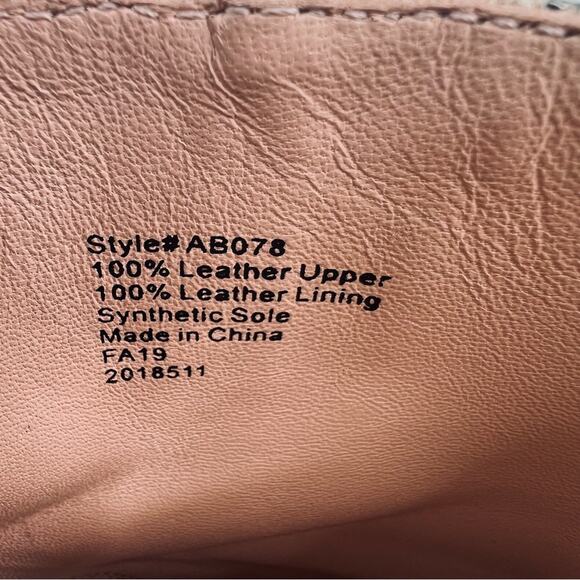 Style# AB078
100% Leather Upper
100% Leather Lining
Synthetic Sole
Made in China
FA19
2018511